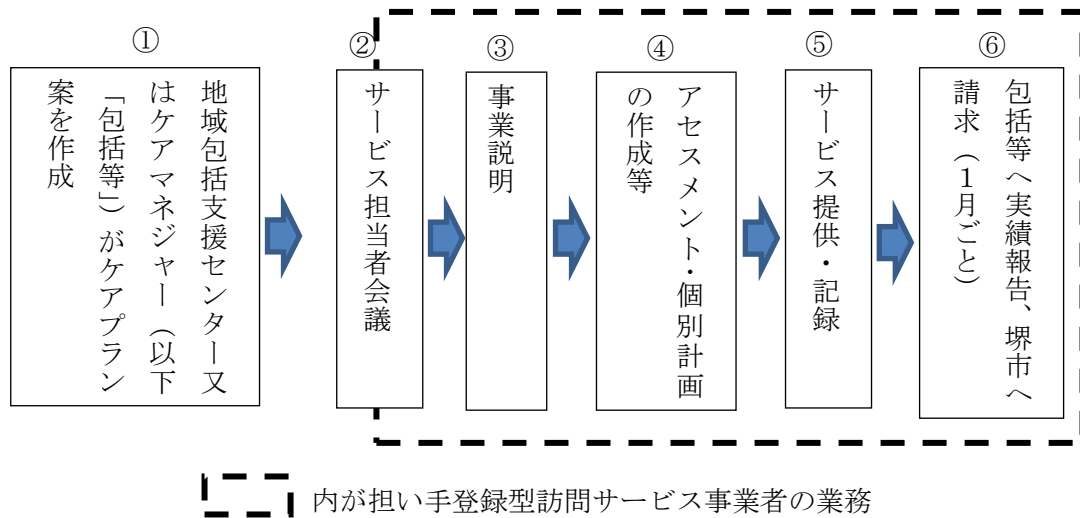 ①
地域包括支援センター又
はケアマネジャー（以下
「包括等」）がケアプラン
案を作成
②
サービス担当者会議
③
事業説明
④
アセスメント・個別計画
の作成等
⑤
サービス提供・記録
⑥
包括等へ実績報告、堺市へ
請求（１月ごと）
内が担い手登録型訪問サービス事業者の業務